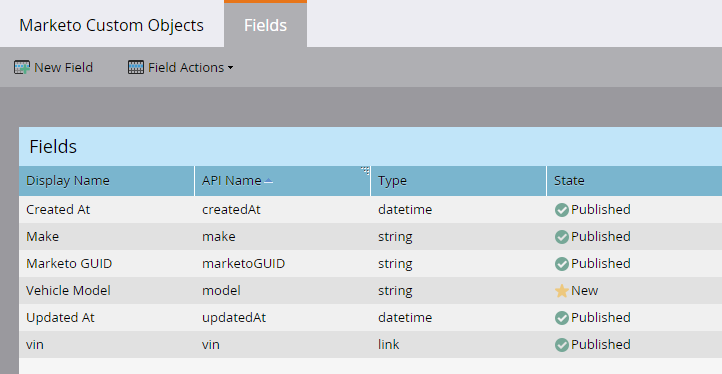 Marketo Custom Objects Fields
New Field Field Actions
Fields
Display Name API Name Type State
Created At createdAt datetime Published
Make make string Published
Marketo GUID marketoGUID string Published
Vehicle Model model string New
Updated At updatedAt datetime Published
vin vin link Published